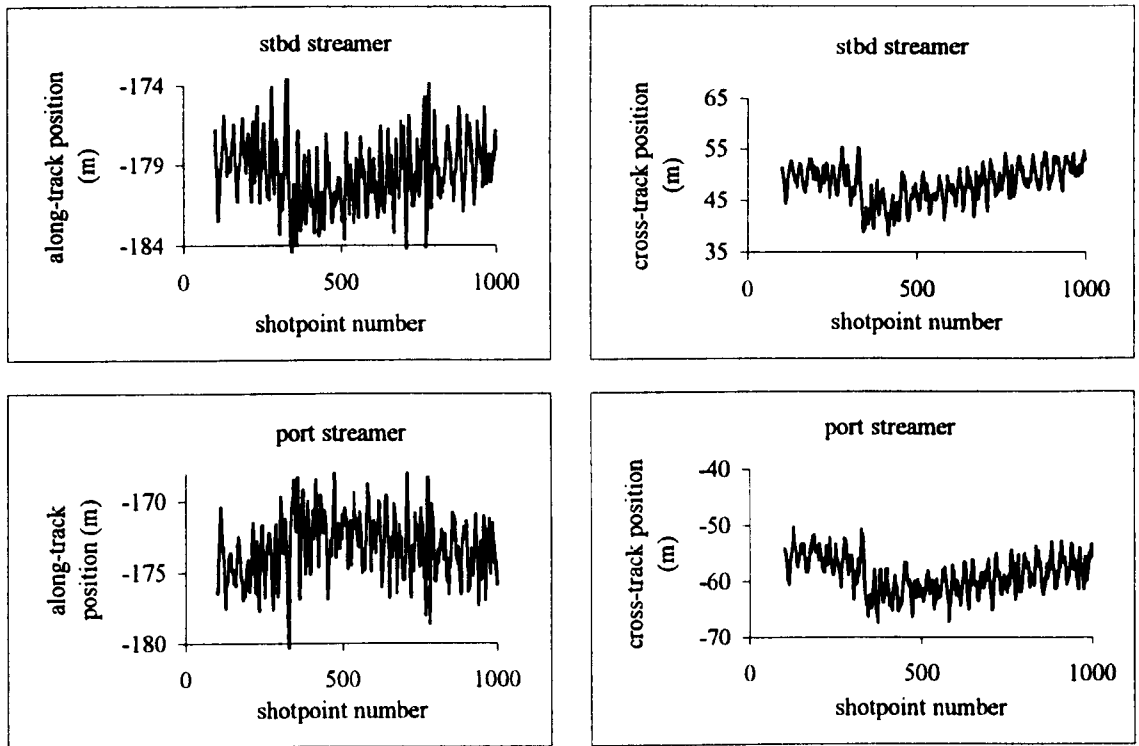 stbd streamer
along-track position
(m)
-174
-179
-184
0
500
1000
shotpoint number
stbd streamer
cross-track position
(m)
65
55
45
35
0
500
1000
shotpoint number
port streamer
along-track
position (m)
-170
-175
-180
0
500
1000
shotpoint number
port streamer
cross-track position
(m)
-40
-50
-60
-70
0
500
1000
shotpoint number